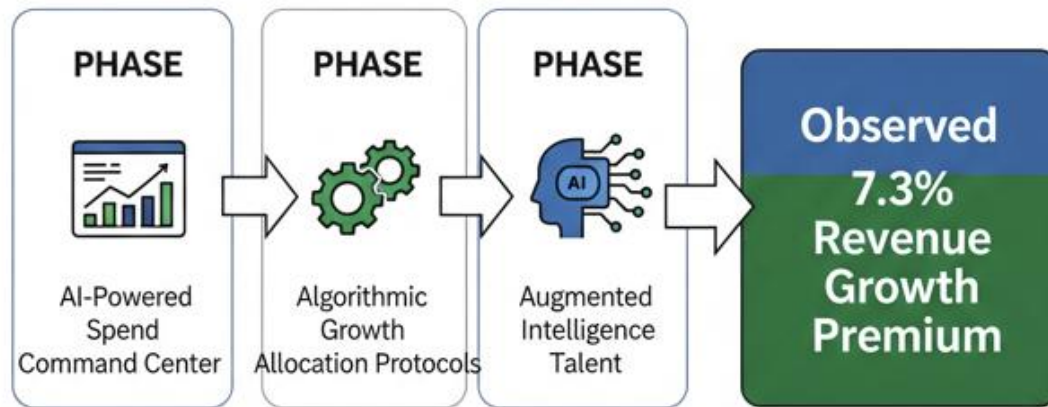 PHASE
AI-Powered
Spend
Command Center
PHASE
Algorithmic
Growth
Allocation Protocols
PHASE
AI
Augmented
Intelligence
Talent
Observed
7.3%
Revenue
Growth
Premium